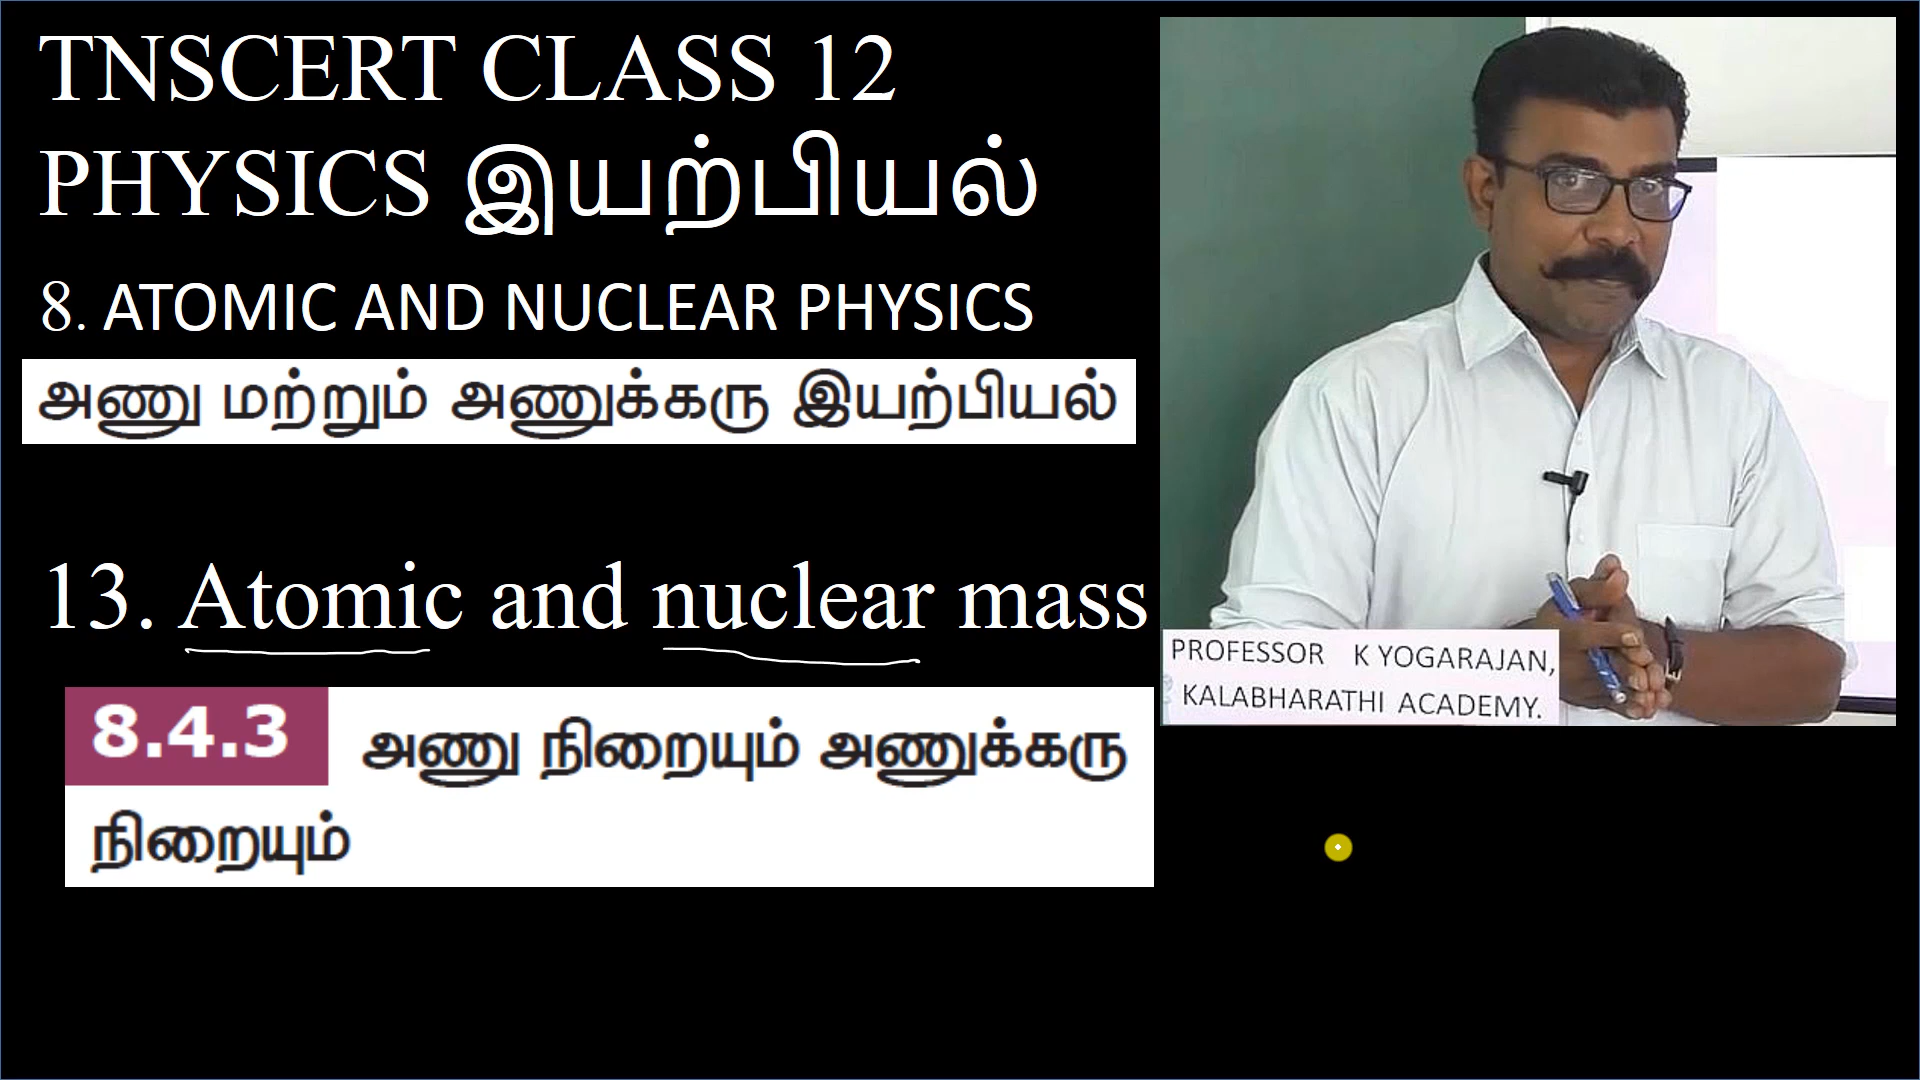 TNSCERT CLASS 12
PHYSICS இயற்பியல்
8. ATOMIC AND NUCLEAR PHYSICS
அணு மற்றும் அணுக்கரு இயற்பியல்
13. Atomic and nuclear mass
8.4.3 அணு நிறையும் அணுக்கரு
நிறையும்
PROFESSOR K YOGARAJAN,
KALABHARATHI ACADEMY.